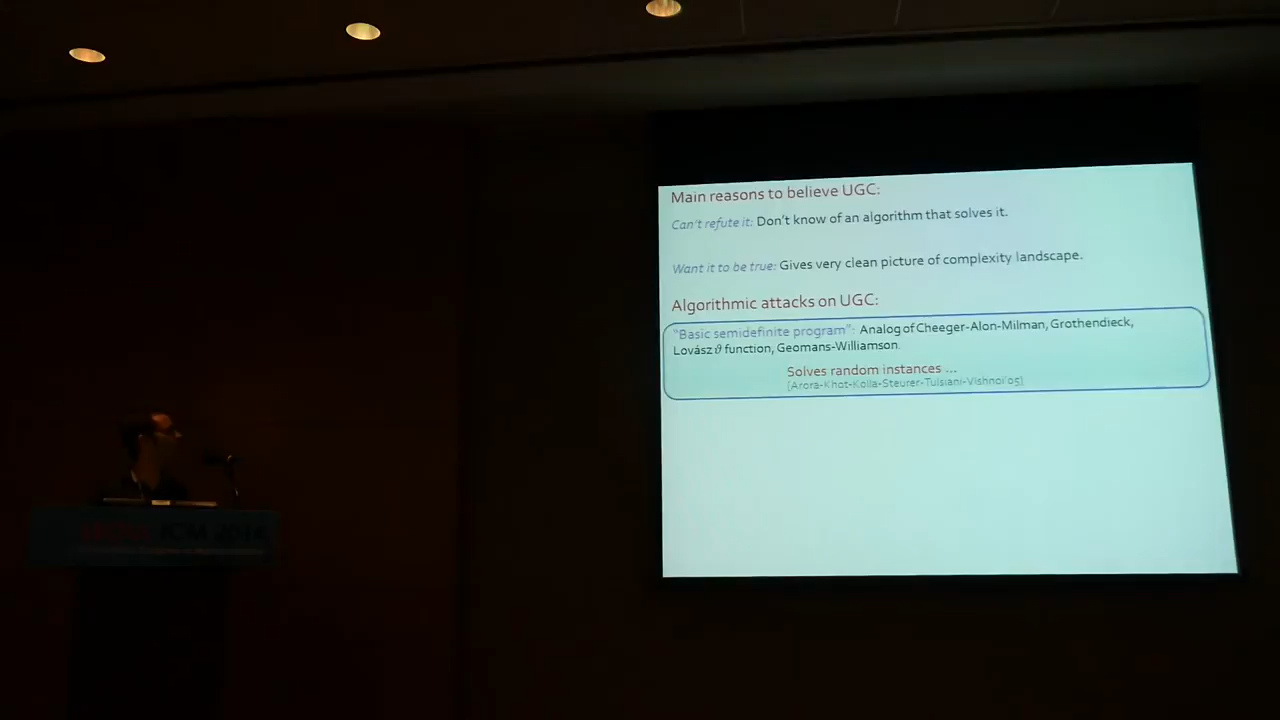 Main reasons to believe UGC:
Can't refute it: Don't know of an algorithm that solves it.
Want it to be true: Gives very clean picture of complexity landscape.
Algorithmic attacks on UGC:
"Basic semidefinite program": Analog of Cheeger-Alon-Milman, Grothendieck,
Lovász ϑ function, Geomans-Williamson.
Solves random instances ...
[Arora-Khot-Kolla-Steurer-Tulsiani-Vishnoi'05]
ICM 2014